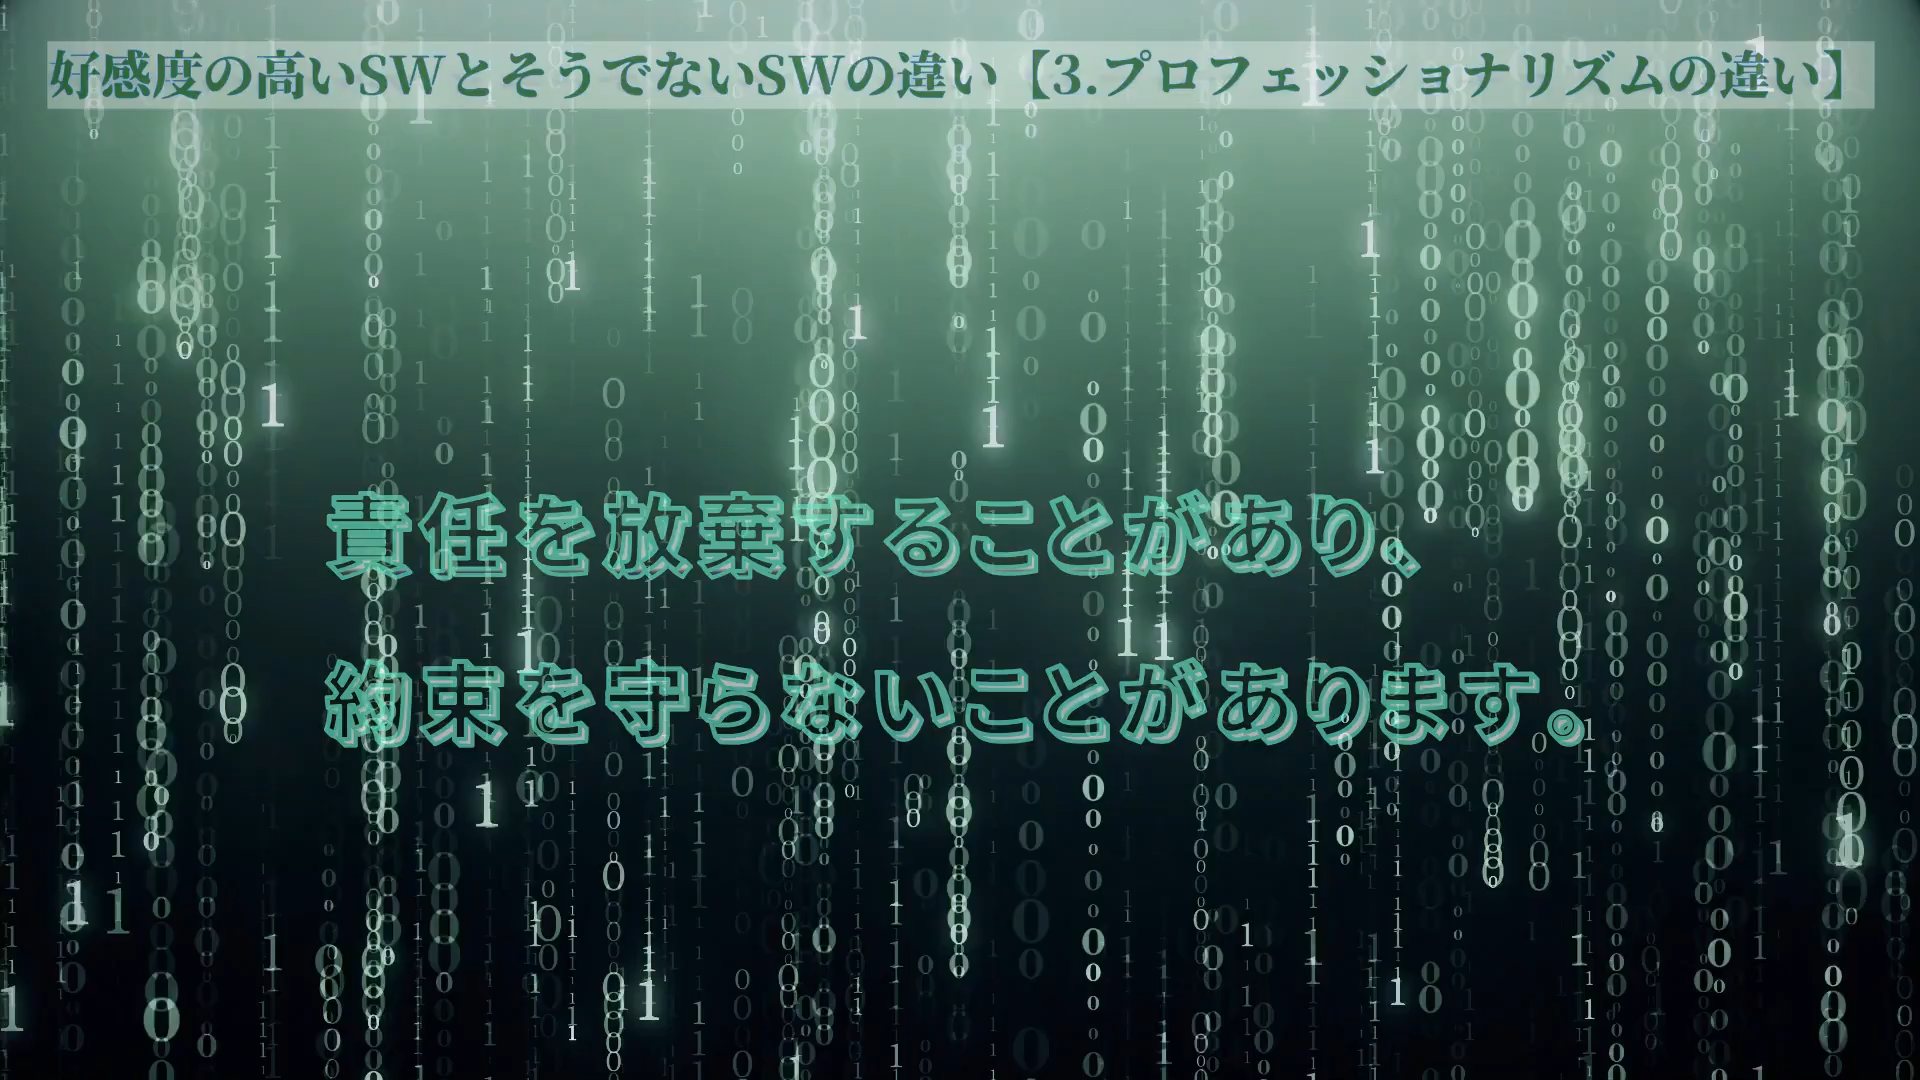 好感度の高いSWとそうでないSWの違い【3.プロフェッショナリズムの違い】
責任を放棄することがあり、
約束を守らないことがあります。